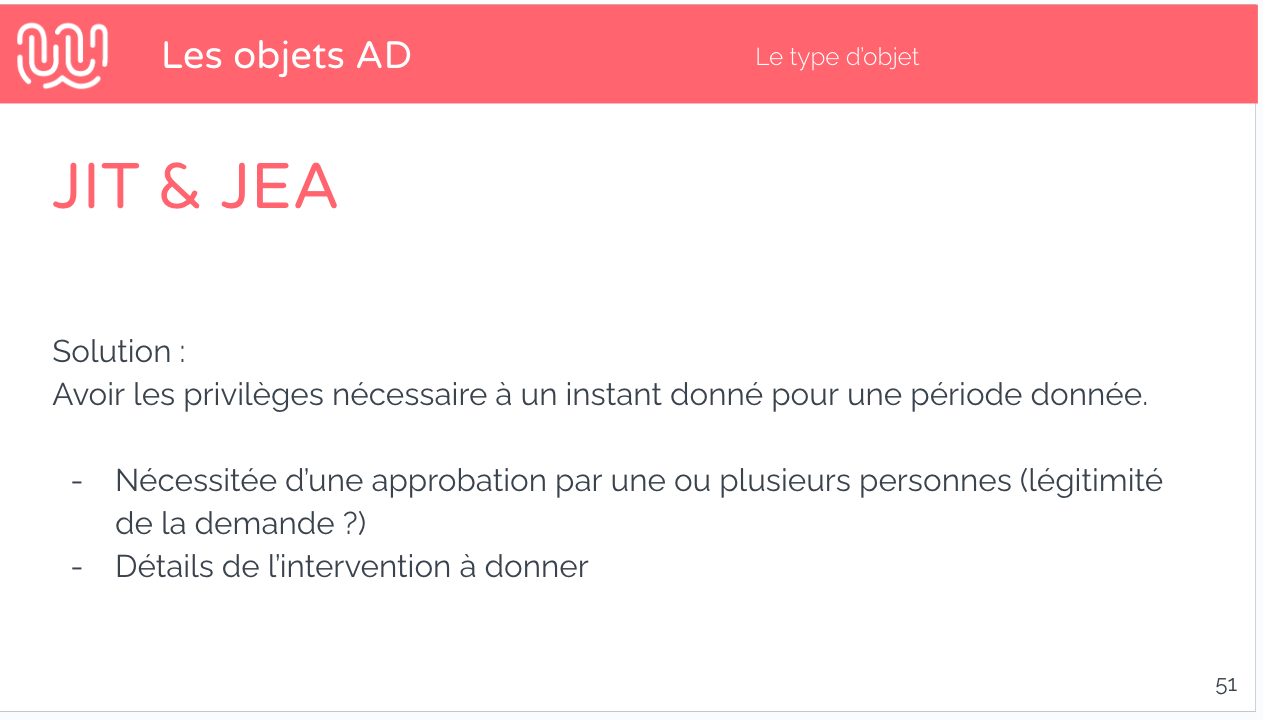 Les objets AD
Le type d’objet
JIT & JEA
Solution :
Avoir les privilèges nécessaire à un instant donné pour une période donnée.
- Nécessitée d’une approbation par une ou plusieurs personnes (légitimité
de la demande ?)
- Détails de l’intervention à donner
51